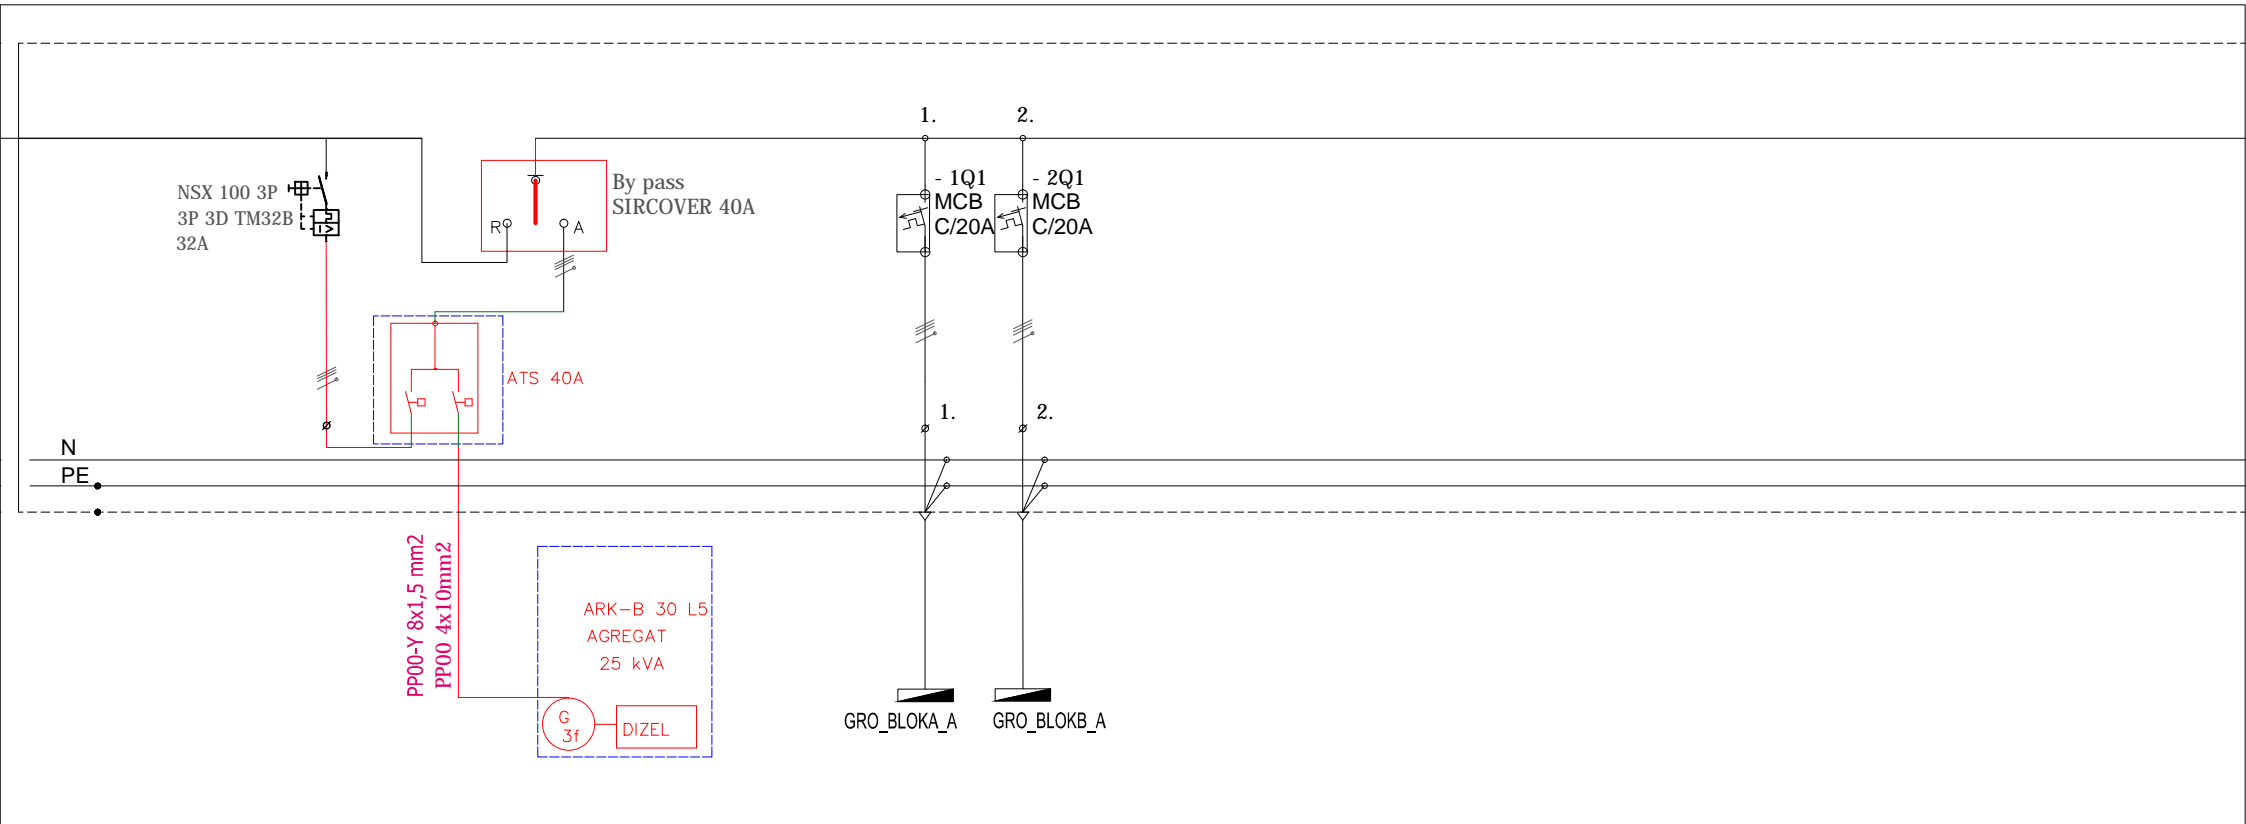 1.
2.
NSX 100 3P
3P 3D TM32B
32A
By pass
SIRCOVER 40A
R
A
- 1Q1
MCB
C/20A
- 2Q1
MCB
C/20A
I>
ATS 40A
1.
2.
N
PE
PP00-Y 8x1,5 mm2
PP00 4x10mm2
ARK-B 30 L5
AGREGAT
25 kVA
G
3f
DIZEL
GRO_BLOKA_A
GRO_BLOKB_A